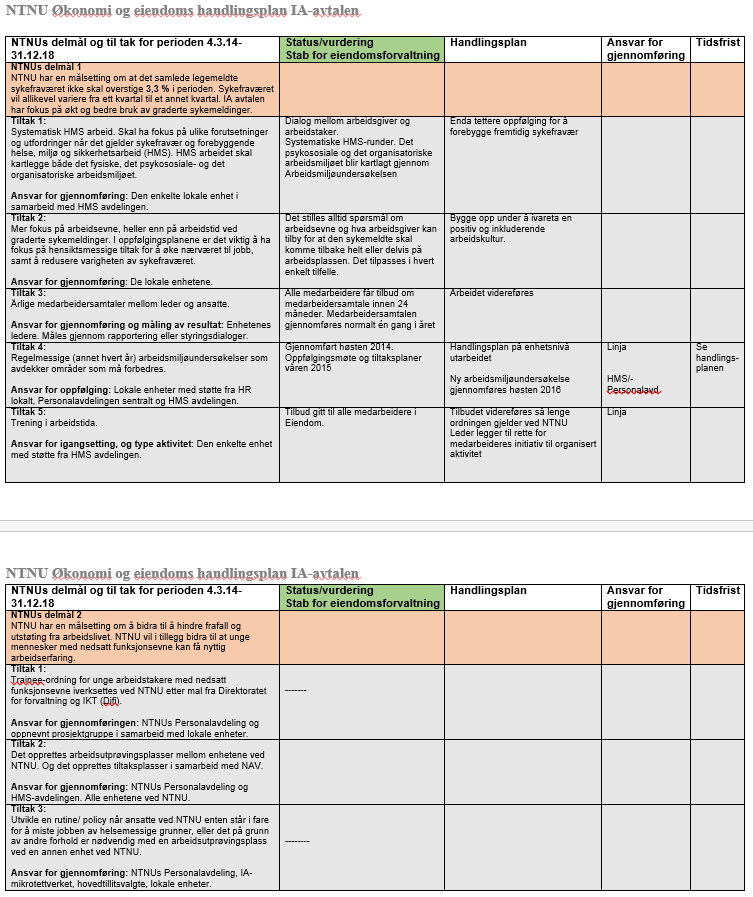 NTNU Økonomi og eiendoms handlingsplan IA-avtalen
NTNUs delmål og til tak for perioden 4.3.14-
31.12.18
Status/vurdering
Stab for eiendomsforvaltning
Handlingsplan
Ansvar for
gjennomføring
Tidsfrist
NTNUs delmål 1
NTNU har en målsetting om at det samlede legemeldte
sykefraværet ikke skal overstige 3,3 % i perioden. Sykefraværet
vil allikevel variere fra ett kvartal til et annet kvartal. IA avtalen
har fokus på økt og bedre bruk av graderte sykemeldinger.
Tiltak 1:
Systematisk HMS arbeid. Skal ha fokus på ulike forutsetninger
og utfordringer når det gjelder sykefravær og forebyggende
helse, miljø og sikkerhetsarbeid (HMS). HMS arbeidet skal
kartlegge både det fysiske, det psykososiale- og det
organisatoriske arbeidsmiljøet.
Ansvar for gjennomføring: Den enkelte lokale enhet i
samarbeid med HMS avdelingen.
Dialog mellom arbeidsgiver og
arbeidstaker.
Systematiske HMS-runder. Det
psykososiale og det organisatoriske
arbeidsmiljøet blir kartlagt gjennom
Arbeidsmiljøundersøkelsen
Enda tettere oppfølging for å
forebygge fremtidig sykefravær
Tiltak 2:
Mer fokus på arbeidsevne, heller enn på arbeidstid ved
graderte sykemeldinger. I oppfølgingsplanene er det viktig å ha
fokus på hensiktsmessige tiltak for å øke nærværet til jobb,
samt å redusere varigheten av sykefraværet.
Ansvar for gjennomføring: De lokale enhetene.
Det stilles alltid spørsmål om
arbeidsevne og hva arbeidsgiver kan
tilby for at den sykemeldte skal
komme tilbake helt eller delvis på
arbeidsplassen. Det tilpasses i hvert
enkelt tilfelle.
Bygge opp under å ivareta en
positiv og inkluderende
arbeidskultur.
Tiltak 3:
Årlige medarbeidersamtaler mellom leder og ansatte.
Ansvar for gjennomføring og måling av resultat: Enhetenes
ledere. Måles gjennom rapportering eller styringsdialoger.
Alle medarbeidere får tilbud om
medarbeidersamtale innen 24
måneder. Medarbeidersamtalen
gjennomføres normalt én gang i året
Arbeidet videreføres
Tiltak 4:
Regelmessige (annet hvert år) arbeidsmiljøundersøkelser som
avdekker områder som må forbedres.
Ansvar for oppfølging: Lokale enheter med støtte fra HR
lokalt, Personalavdelingen sentralt og HMS avdelingen.
Gjennomført høsten 2014.
Oppfølgingsmøte og tiltaksplaner
våren 2015
Handlingsplan på enhetsnivå
utarbeidet
Ny arbeidsmiljøundersøkelse
gjennomføres høsten 2016
Linja
HMS/-
Personalavd.
Se
handlings-
planen
Tiltak 5:
Trening i arbeidstida.
Ansvar for igangsetting, og type aktivitet: Den enkelte enhet
med støtte fra HMS avdelingen.
Tilbud gitt til alle medarbeidere i
Eiendom.
Tilbudet videreføres så lenge
ordningen gjelder ved NTNU
Leder legger til rette for
medarbeideres initiativ til organisert
aktivitet
Linja
NTNU Økonomi og eiendoms handlingsplan IA-avtalen
NTNUs delmål og til tak for perioden 4.3.14-
31.12.18
Status/vurdering
Stab for eiendomsforvaltning
Handlingsplan
Ansvar for
gjennomføring
Tidsfrist
NTNUs delmål 2
NTNU har en målsetting om å bidra til å hindre frafall og
utstøting fra arbeidslivet. NTNU vil i tillegg bidra til at unge
mennesker med nedsatt funksjonsevne kan få nyttig
arbeidserfaring.
Tiltak 1:
Trainee-ordning for unge arbeidstakere med nedsatt
funksjonsevne iverksettes ved NTNU etter mal fra Direktoratet
for forvaltning og IKT (Difi).
Ansvar for gjennomføringen: NTNUs Personalavdeling og
oppnevnt prosjektgruppe i samarbeid med lokale enheter.
-------
Tiltak 2:
Det opprettes arbeidsutprøvingsplasser mellom enhetene ved
NTNU. Og det opprettes tiltaksplasser i samarbeid med NAV.
Ansvar for gjennomføring: NTNUs Personalavdeling og
HMS-avdelingen. Alle enhetene ved NTNU.
Tiltak 3:
Utvikle en rutine/ policy når ansatte ved NTNU enten står i fare
for å miste jobben av helsemessige grunner, eller det på grunn
av andre forhold er nødvendig med en arbeidsutprøvingsplass
ved en annen enhet ved NTNU.
Ansvar for gjennomføring: NTNUs Personalavdeling, IA-
mikrotettverket, hovedtillitsvalgte, lokale enheter.
--------